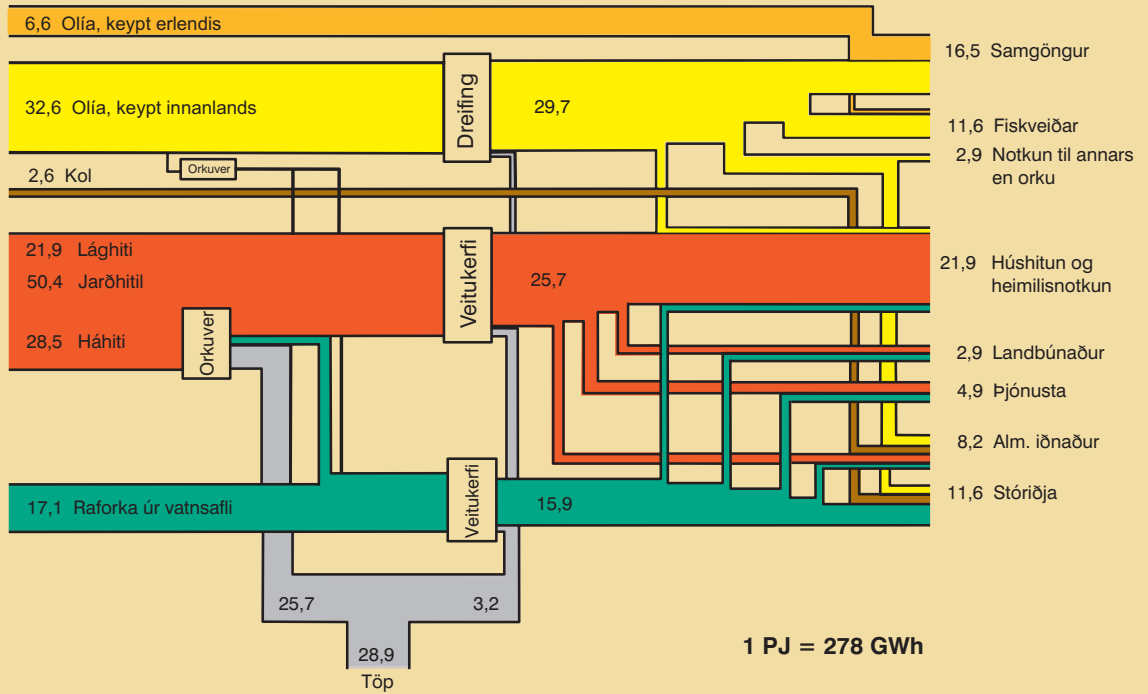 6,6 Olía, keypt erlendis
16,5 Samgöngur
32,6 Olía, keypt innanlands
Dreifing
29,7
11,6 Fiskveiðar
2,9 Notkun til annars
en orku
Orkuver
2,6 Kol
21,9 Lághiti
50,4 Jarðhitil
28,5 Háhiti
Orkuver
Veitukerfi
25,7
21,9 Húshitun og
heimilisnotkun
2,9 Landbúnaður
4,9 Þjónusta
8,2 Alm. iðnaður
11,6 Stóriðja
17,1 Raforka úr vatnsafli
Veitukerfi
15,9
25,7
3,2
28,9
Töp
1 PJ = 278 GWh